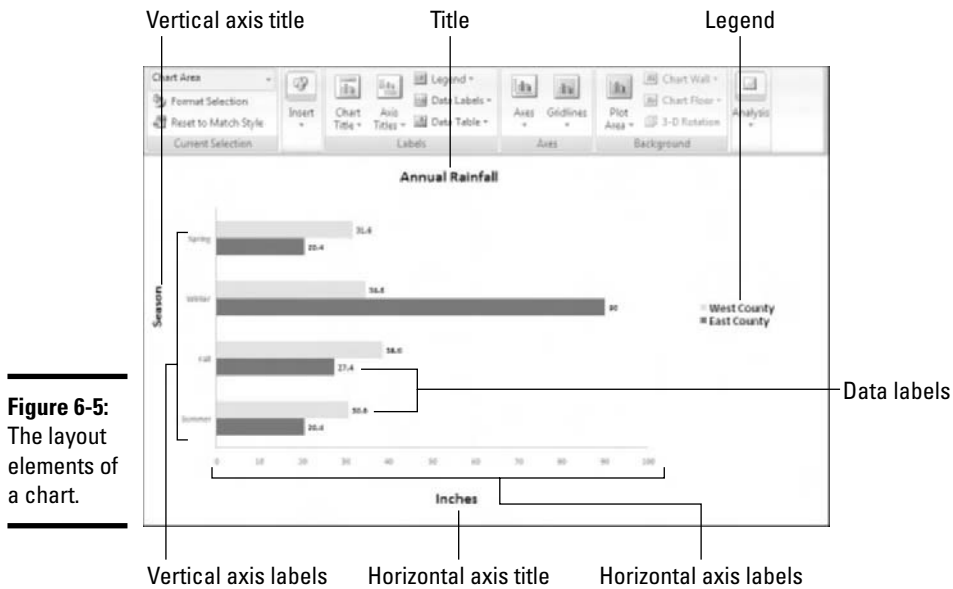 Vertical axis title
Title
Legend
Chart Area
Format Selection
Reset to Match Style
Current Selection
Insert
Chart Title
Axis Titles
Legend
Data Labels
Data Table
Labels
Axes
Gridlines
Axes
Plot Area
Chart Wall
Chart Floor
3-D Rotation
Background
Analysis
Annual Rainfall
Season
Spring
31.4
20.4
Winter
90
Fall
27.4
Summer
30.6
20.4
West County
East County
Data labels
0 10 20 30 40 50 60 70 80 90 100
Inches
Figure 6-5:
The layout
elements of
a chart.
Vertical axis labels
Horizontal axis title
Horizontal axis labels